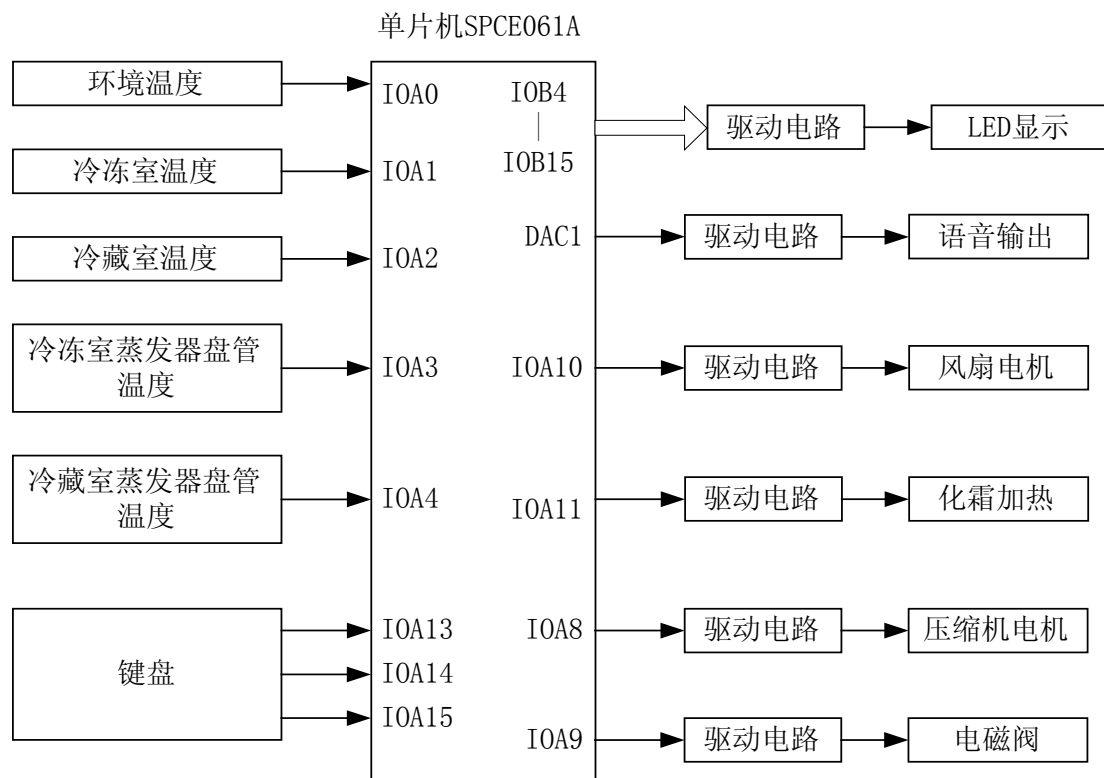 单片机SPCE061A
环境温度
冷冻室温度
冷藏室温度
冷冻室蒸发器盘管
温度
冷藏室蒸发器盘管
温度
键盘
IOA0
IOA1
IOA2
IOA3
IOA4
IOA13
IOA14
IOA15
IOB4
|
IOB15
DAC1
IOA10
IOA11
IOA8
IOA9
驱动电路
LED显示
驱动电路
语音输出
驱动电路
风扇电机
驱动电路
化霜加热
驱动电路
压缩机电机
驱动电路
电磁阀